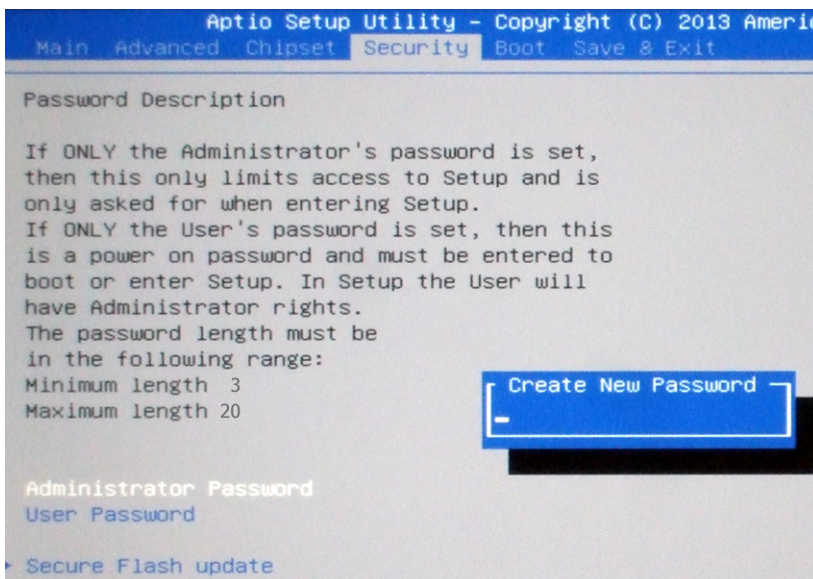 Aptio Setup Utility – Copyright (C) 2013 Ameri
Main Advanced Chipset Security Boot Save & Exit
Password Description
If ONLY the Administrator's password is set,
then this only limits access to Setup and is
only asked for when entering Setup.
If ONLY the User's password is set, then this
is a power on password and must be entered to
boot or enter Setup. In Setup the User will
have Administrator rights.
The password length must be
in the following range:
Minimum length 3
Maximum length 20
Create New Password
Administrator Password
User Password
Secure Flash update